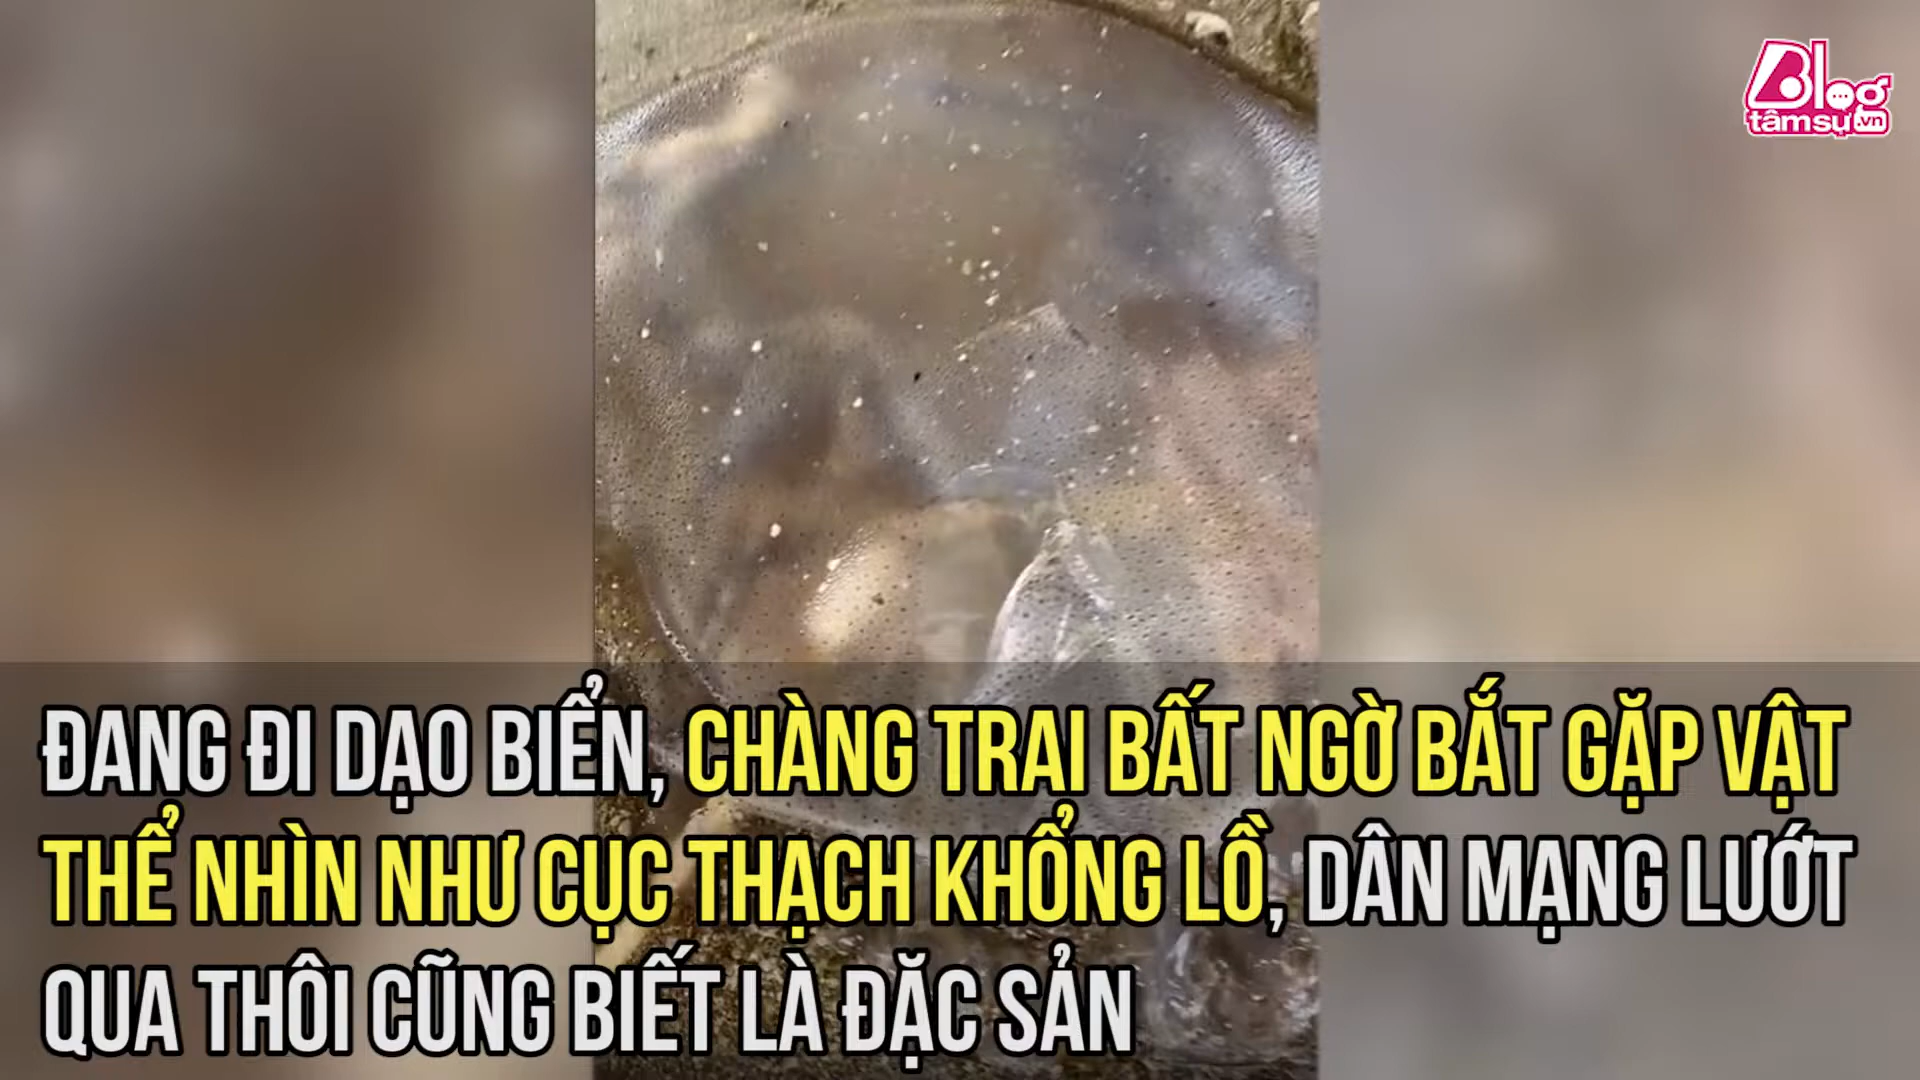 Blog
tâmsự.vn
ĐANG ĐI DẠO BIỂN, CHÀNG TRAI BẤT NGỜ BẮT GẶP VẬT
THỂ NHÌN NHƯ CỤC THẠCH KHỔNG LỒ, DÂN MẠNG LƯỚT
QUA THÔI CŨNG BIẾT LÀ ĐẶC SẢN